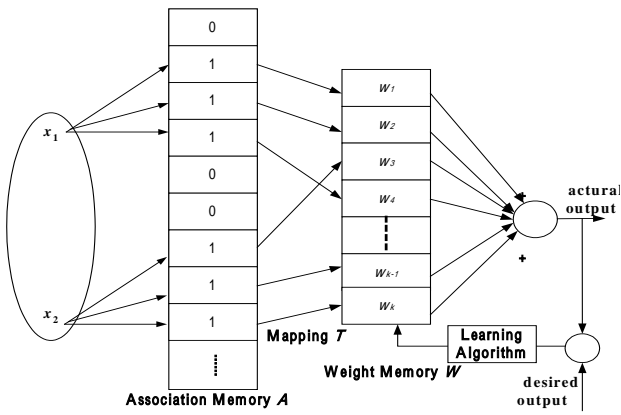 0
1
1
1
0
0
1
1
1
x1
x2
W1
W2
W3
W4
Wk-1
Wk
+
+
actural
output
Mapping T
Learning
Algorithm
Weight Memory W
desired
output
Association Memory A